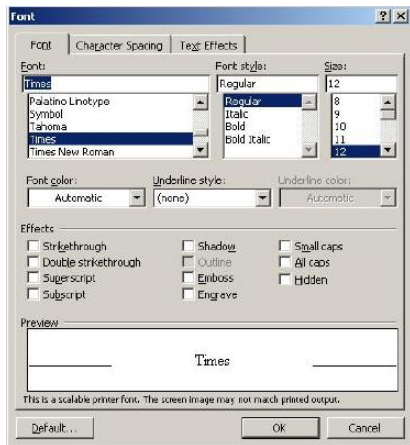 Font
Font Character Spacing Text Effects
Font: Font style: Size:
Times Regular 12
Palatino Linotype Regular 8
Symbol Italic 9
Tahoma Bold 10
Times Bold Italic 11
Times New Roman 12
Font color: Underline style: Underline color:
Automatic (none) Automatic
Effects
Strikethrough Shadow Small caps
Double strikethrough Outline All caps
Superscript Emboss Hidden
Subscript Engrave
Preview
Times
This is a scalable printer font. The screen image may not match printed output.
Default... OK Cancel